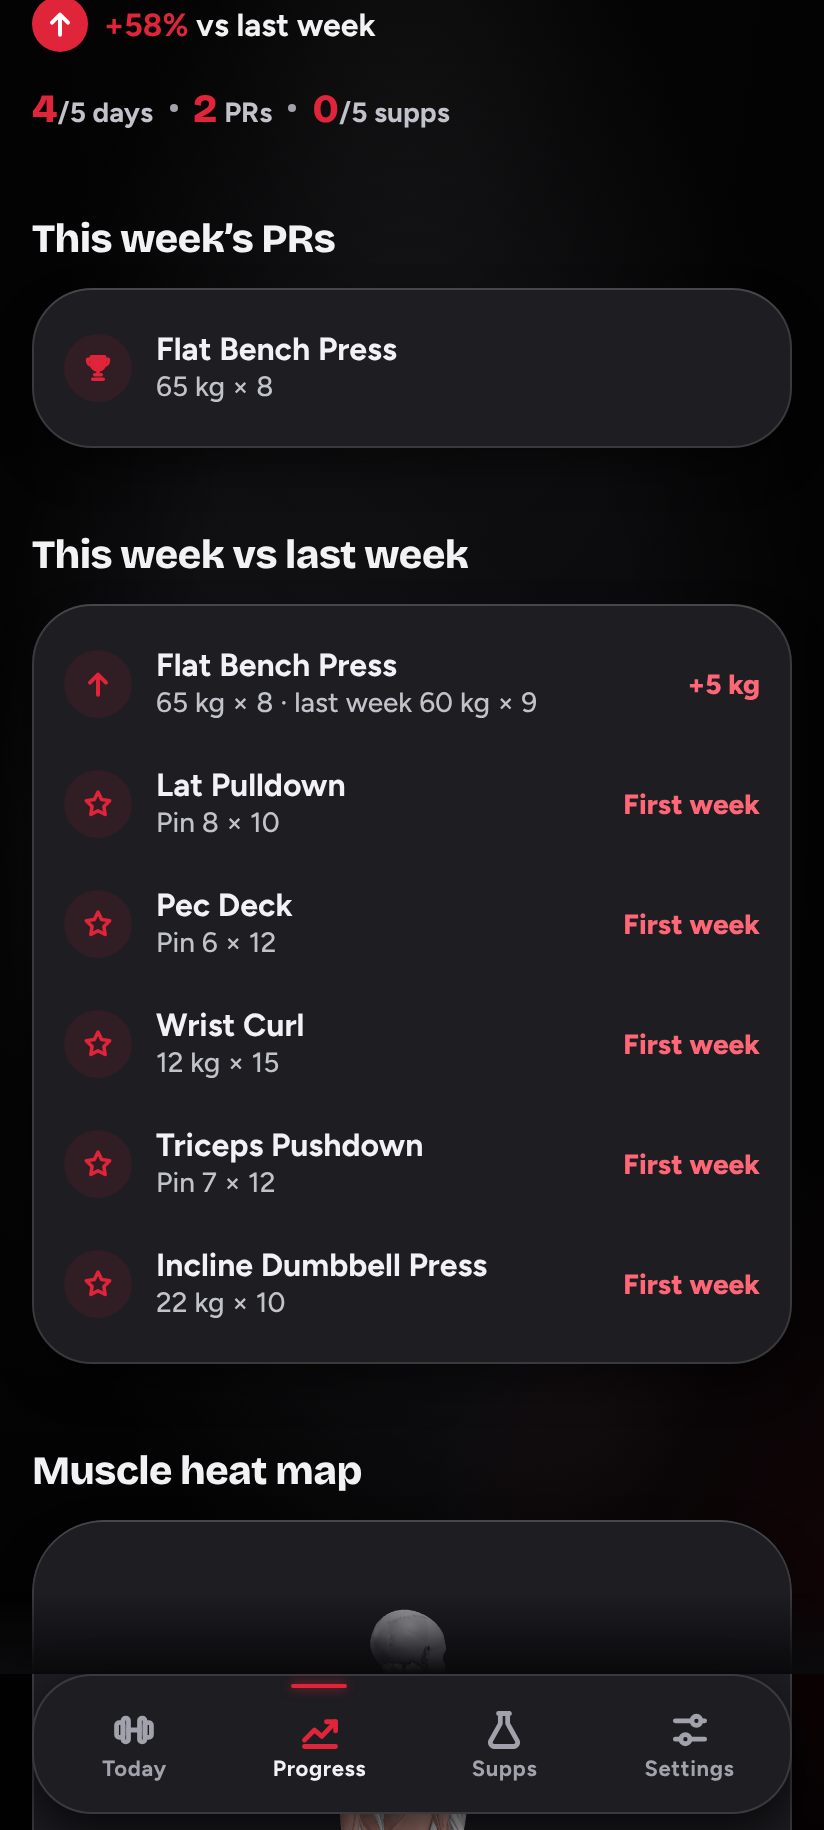 +58% vs last week
4/5 days • 2 PRs • 0/5 supps
This week’s PRs
Flat Bench Press
65 kg × 8
This week vs last week
Flat Bench Press
65 kg × 8 · last week 60 kg × 9
+5 kg
Lat Pulldown
Pin 8 × 10
First week
Pec Deck
Pin 6 × 12
First week
Wrist Curl
12 kg × 15
First week
Triceps Pushdown
Pin 7 × 12
First week
Incline Dumbbell Press
22 kg × 10
First week
Muscle heat map
Today
Progress
Supps
Settings